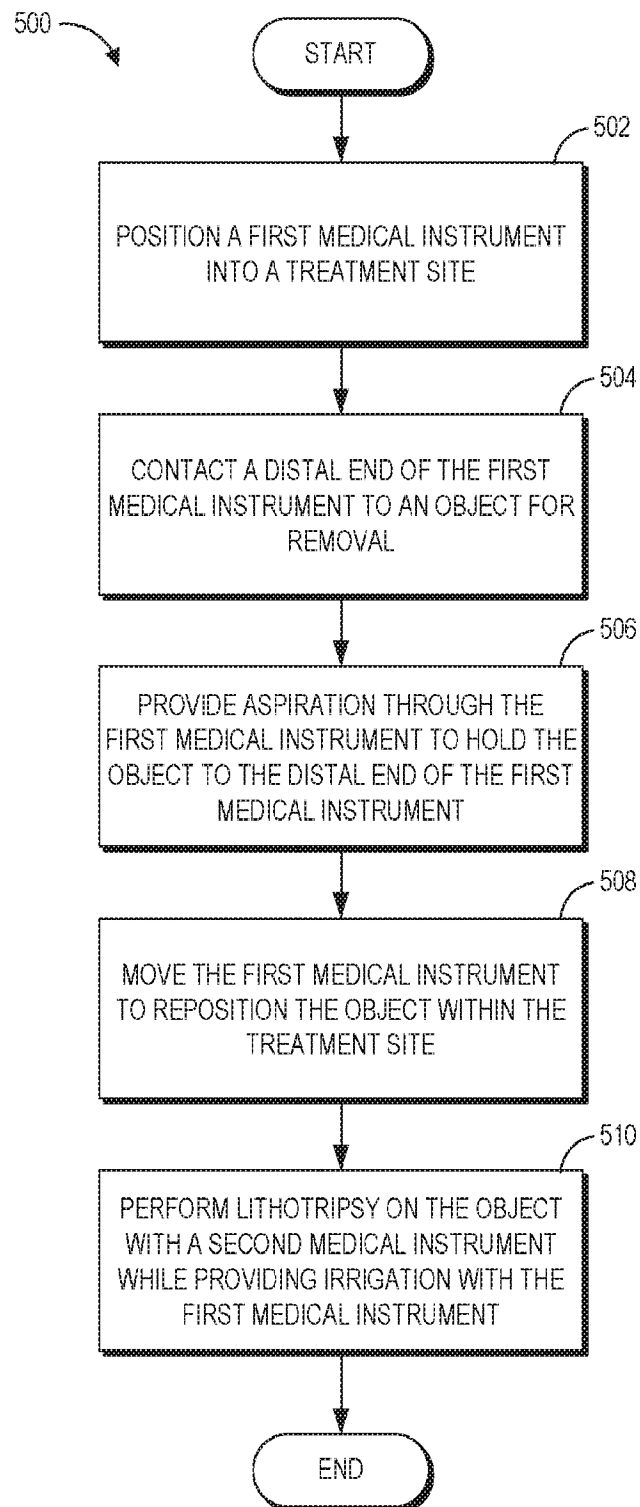 500
START
502
POSITION A FIRST MEDICAL INSTRUMENT
INTO A TREATMENT SITE
504
CONTACT A DISTAL END OF THE FIRST
MEDICAL INSTRUMENT TO AN OBJECT FOR
REMOVAL
506
PROVIDE ASPIRATION THROUGH THE
FIRST MEDICAL INSTRUMENT TO HOLD THE
OBJECT TO THE DISTAL END OF THE FIRST
MEDICAL INSTRUMENT
508
MOVE THE FIRST MEDICAL INSTRUMENT
TO REPOSITION THE OBJECT WITHIN THE
TREATMENT SITE
510
PERFORM LITHOTRIPSY ON THE OBJECT
WITH A SECOND MEDICAL INSTRUMENT
WHILE PROVIDING IRRIGATION WITH THE
FIRST MEDICAL INSTRUMENT
END